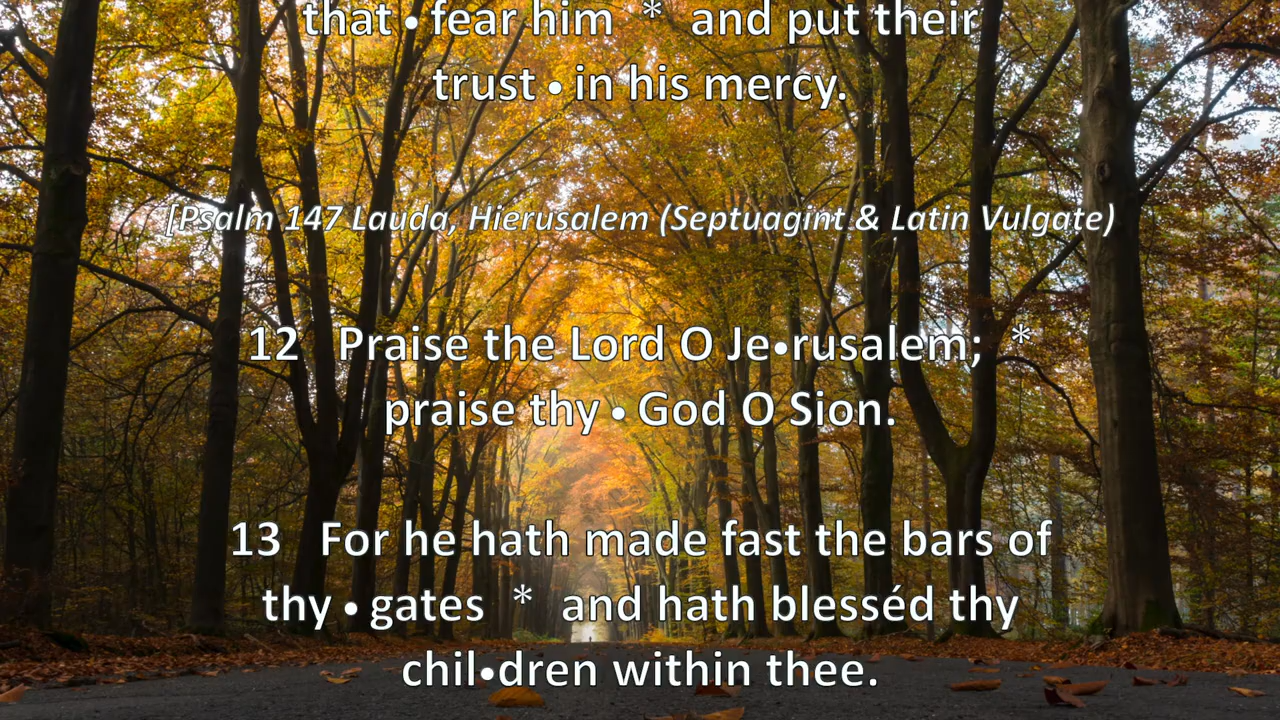 that • fear him * and put their
trust • in his mercy.
[Psalm 147 Lauda, Hierusalem (Septuagint & Latin Vulgate)
12 Praise the Lord O Je•rusalem; *
praise thy • God O Sion.
13 For he hath made fast the bars of
thy • gates * and hath blesséd thy
chil•dren within thee.